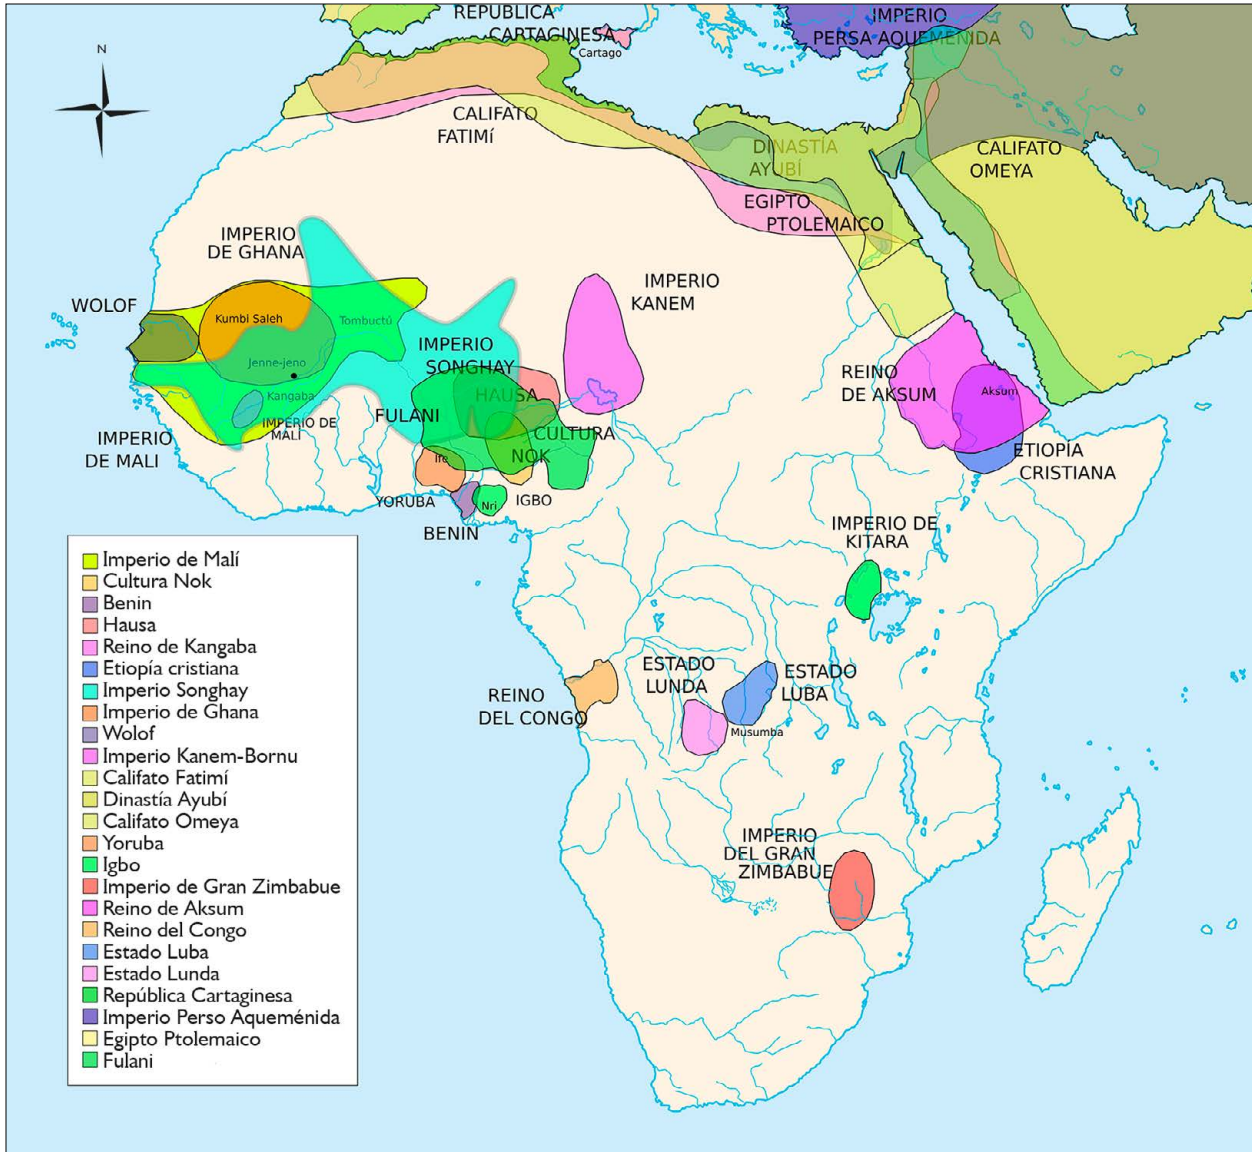 REPÚBLICA
CARTAGINESA
Cartago
IMPERIO
PERSA AQUEMÉNIDA
N
CALIFATO
FATIMÍ
DINASTÍA
AYUBÍ
CALIFATO
OMEYA
EGIPTO
PTOLEMAICO
IMPERIO
DE GHANA
WOLOF
Kumbi Saleh
Tombuctú
Jenne-jeno
Kangaba
IMPERIO DE
MALÍ
IMPERIO
DE MALI
IMPERIO
SONGHAY
IMPERIO
KANEM
HAUSA
FULANI
CULTURA
NOK
Ife
YORUBA
Nri
IGBO
BENIN
REINO
DE AKSUM
Aksum
ETIOPÍA
CRISTIANA
IMPERIO DE
KITARA
ESTADO
LUNDA
ESTADO
LUBA
Musumba
REINO
DEL CONGO
IMPERIO
DEL GRAN
ZIMBABUE
Imperio de Malí
Cultura Nok
Benin
Hausa
Reino de Kangaba
Etiopía cristiana
Imperio Songhay
Imperio de Ghana
Wolof
Imperio Kanem-Bornu
Califato Fatimí
Dinastía Ayubí
Califato Omeya
Yoruba
Igbo
Imperio de Gran Zimbabue
Reino de Aksum
Reino del Congo
Estado Luba
Estado Lunda
República Cartaginesa
Imperio Perso Aqueménida
Egipto Ptolemaico
Fulani